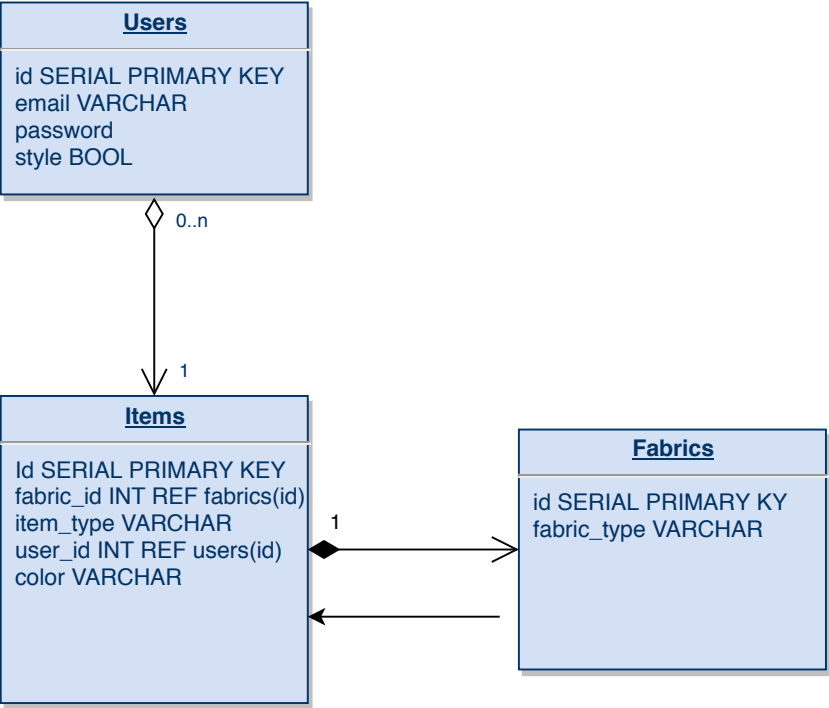 Users
id SERIAL PRIMARY KEY
email VARCHAR
password
style BOOL
0..n
1
Items
Id SERIAL PRIMARY KEY
fabric_id INT REF fabrics(id)
item_type VARCHAR
user_id INT REF users(id)
color VARCHAR
1
Fabrics
id SERIAL PRIMARY KY
fabric_type VARCHAR